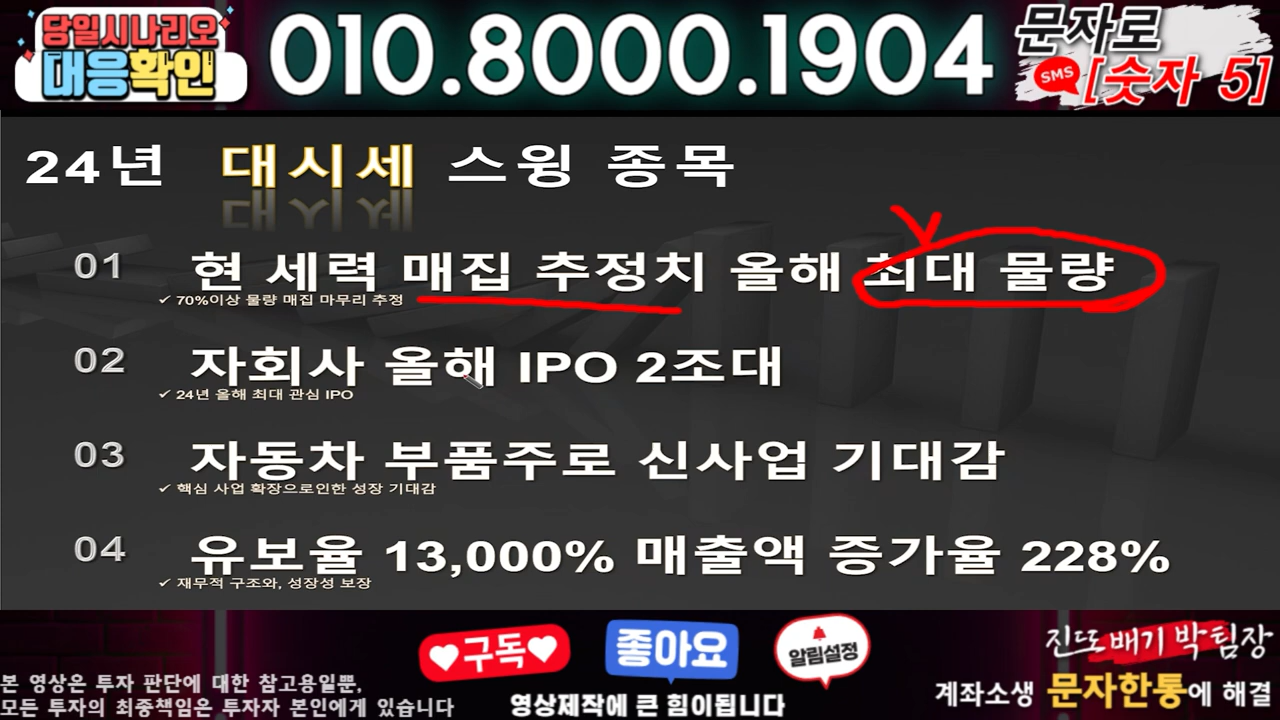 당일시나리오
대응확인
010.8000.1904
문자로
SMS
[숫자 5]
24년 대시세 스윙 종목
01 현 세력 매집 추정치 올해 최대 물량
✓ 70%이상 물량 매집 마무리 추정
02 자회사 올해 IPO 2조대
✓ 24년 올해 최대 관심 IPO
03 자동차 부품주로 신사업 기대감
✓ 핵심 사업 확장으로인한 성장 기대감
04 유보율 13,000% 매출액 증가율 228%
✓ 재무적 구조와, 성장성 보장
구독
좋아요
알림설정
진또배기 박팀장
본 영상은 투자 판단에 대한 참고용일뿐,
모든 투자의 최종책임은 투자자 본인에게 있습니다
영상제작에 큰 힘이됩니다
계좌소생 문자한통에 해결